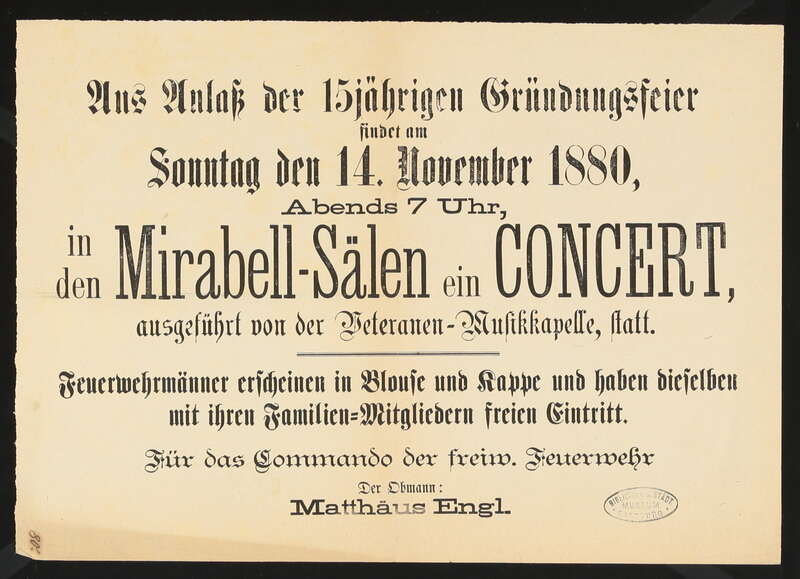 Aus Anlaß der 15jährigen Gründungsfeier
findet am
Sonntag den 14. November 1880,
Abends 7 Uhr,
in den Mirabell-Sälen ein CONCERT,
ausgeführt von der Veteranen-Musikkapelle, statt.
Feuerwehrmänner erscheinen in Blouse und Kappe und haben dieselben
mit ihren Familien-Mitgliedern freien Eintritt.
Für das Commando der freiw. Feuerwehr
Der Obmann:
Matthäus Engl.
MUSEUM
SALZBURG